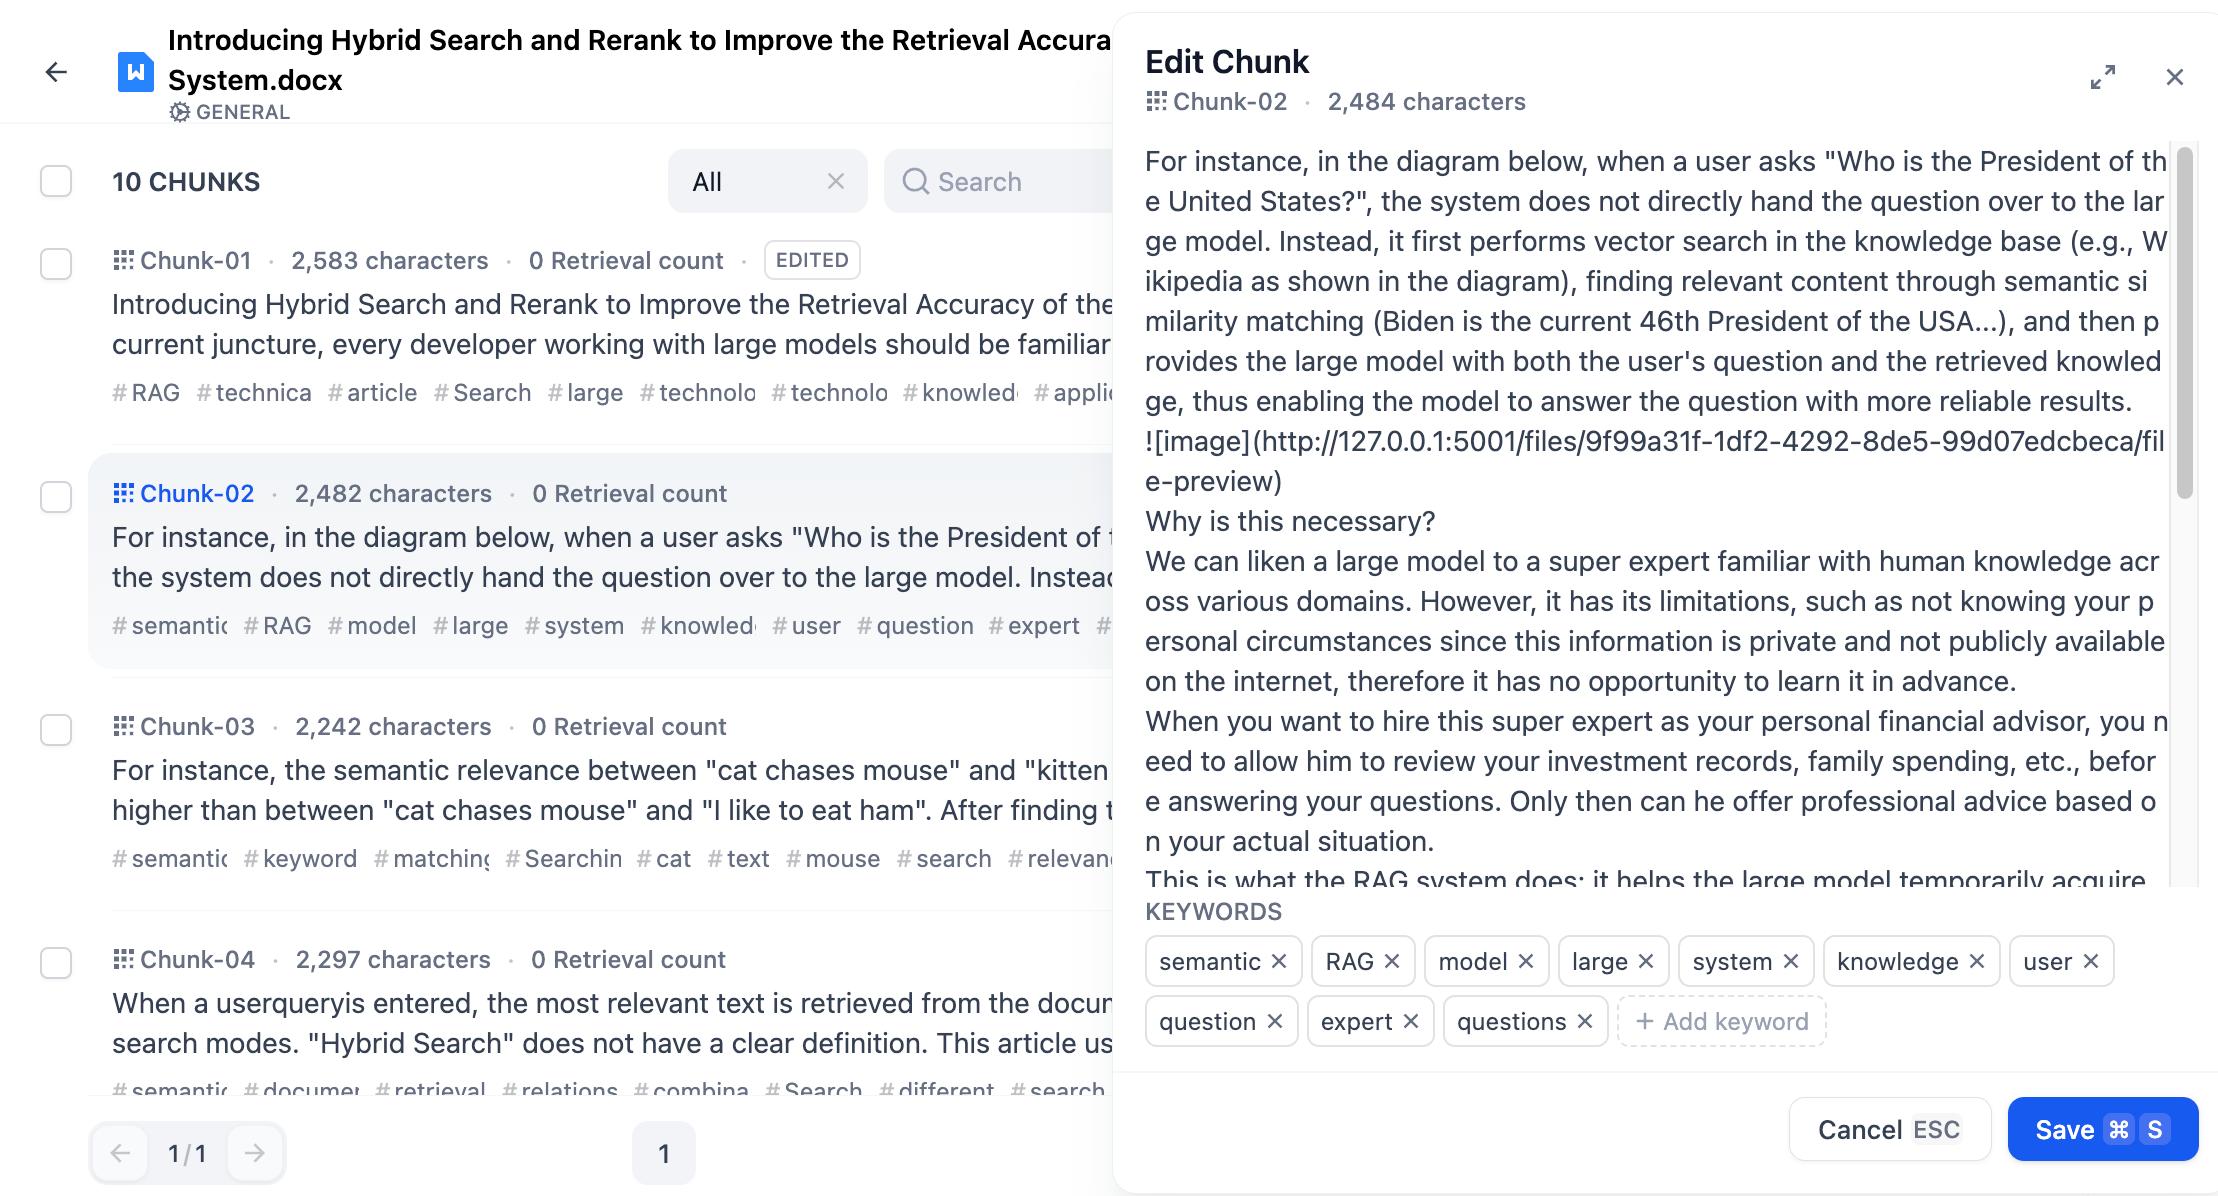 Introducing Hybrid Search and Rerank to Improve the Retrieval Accura
System.docx
GENERAL
10 CHUNKS
All
Search
Chunk-01 · 2,583 characters · 0 Retrieval count · EDITED
Introducing Hybrid Search and Rerank to Improve the Retrieval Accuracy of the
current juncture, every developer working with large models should be familiar
#RAG #technica #article #Search #large #technolo #technolo #knowled #applic
Chunk-02 · 2,482 characters · 0 Retrieval count
For instance, in the diagram below, when a user asks "Who is the President of t
the system does not directly hand the question over to the large model. Instead
#semantic #RAG #model #large #system #knowled #user #question #expert #
Chunk-03 · 2,242 characters · 0 Retrieval count
For instance, the semantic relevance between "cat chases mouse" and "kitten
higher than between "cat chases mouse" and "I like to eat ham". After finding t
#semantic #keyword #matching #Searchin #cat #text #mouse #search #relevan
Chunk-04 · 2,297 characters · 0 Retrieval count
When a userqueryis entered, the most relevant text is retrieved from the docum
search modes. "Hybrid Search" does not have a clear definition. This article us
#semantic #documer #retrieval #relations #combina #Search #different #search
1/1
1
Edit Chunk
Chunk-02 · 2,484 characters
For instance, in the diagram below, when a user asks "Who is the President of th
e United States?", the system does not directly hand the question over to the lar
ge model. Instead, it first performs vector search in the knowledge base (e.g., W
ikipedia as shown in the diagram), finding relevant content through semantic si
milarity matching (Biden is the current 46th President of the USA...), and then p
rovides the large model with both the user's question and the retrieved knowled
ge, thus enabling the model to answer the question with more reliable results.
![image](http://127.0.0.1:5001/files/9f99a31f-1df2-4292-8de5-99d07edcbeca/fil
e-preview)
Why is this necessary?
We can liken a large model to a super expert familiar with human knowledge acr
oss various domains. However, it has its limitations, such as not knowing your p
ersonal circumstances since this information is private and not publicly available
on the internet, therefore it has no opportunity to learn it in advance.
When you want to hire this super expert as your personal financial advisor, you n
eed to allow him to review your investment records, family spending, etc., befor
e answering your questions. Only then can he offer professional advice based o
n your actual situation.
This is what the RAG system does: it helps the large model temporarily acquire
KEYWORDS
semantic RAG model large system knowledge user
question expert questions + Add keyword
Cancel ESC Save ⌘ S